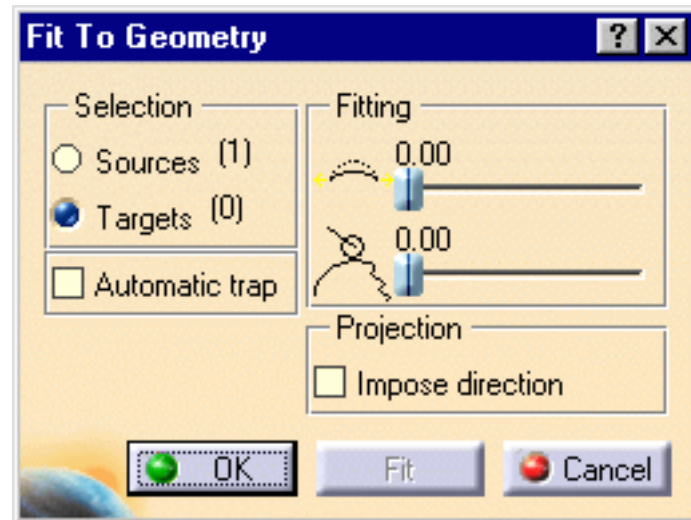 Fit To Geometry
Selection
Sources (1)
Targets (0)
Automatic trap
Fitting
0.00
0.00
Projection
Impose direction
OK
Fit
Cancel